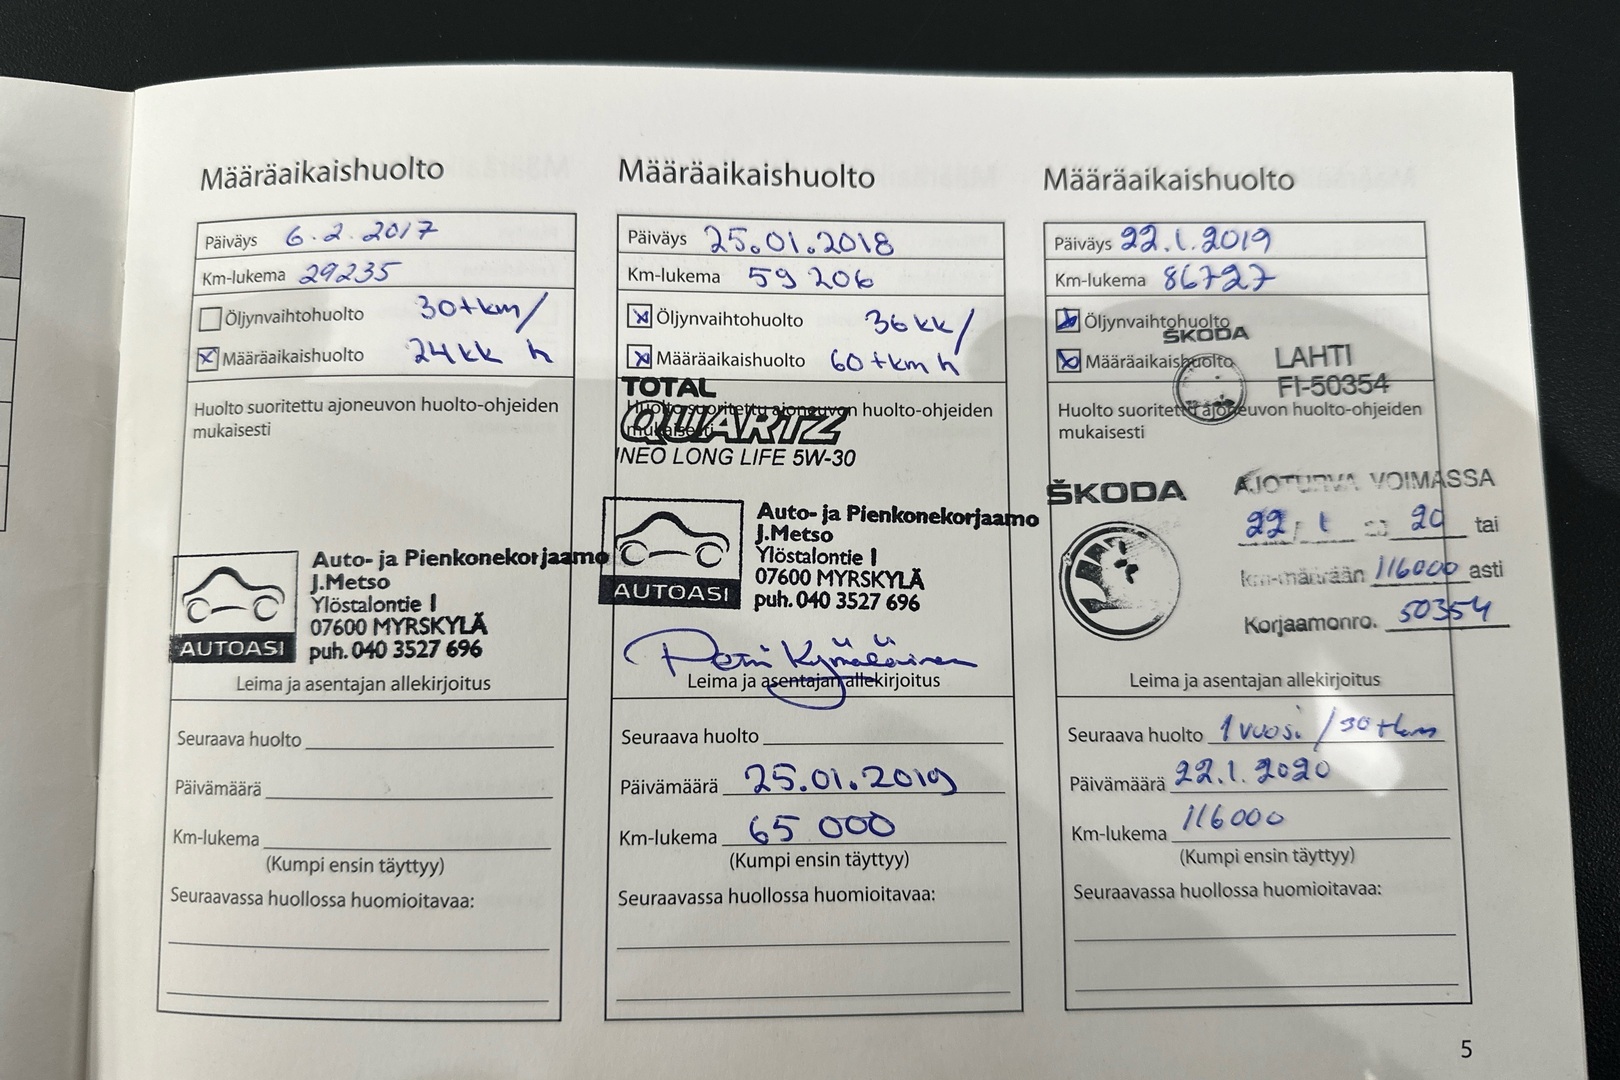 Määräaikaishuolto
Päiväys 6.2.2017
Km-lukema 29235
Öljynvaihtohuolto 30tkm/
Määräaikaishuolto 24kk h
Huolto suoritettu ajoneuvon huolto-ohjeiden
mukaisesti
AUTOASI
Auto- ja Pienkonekorjaamo
J.Metso
Ylöstalontie 1
07600 MYRSKYLÄ
puh. 040 3527 696
Leima ja asentajan allekirjoitus
Seuraava huolto
Päivämäärä
Km-lukema
(Kumpi ensin täyttyy)
Seuraavassa huollossa huomioitavaa:
Määräaikaishuolto
Päiväys 25.01.2018
Km-lukema 59 206
Öljynvaihtohuolto 36kk/
Määräaikaishuolto 60tkm h
TOTAL
Huolto suoritettu ajoneuvon huolto-ohjeiden
mukaisesti
QUARTZ
INEO LONG LIFE 5W-30
AUTOASI
Auto- ja Pienkonekorjaamo
J.Metso
Ylöstalontie 1
07600 MYRSKYLÄ
puh. 040 3527 696
Petri Kymäläinen
Leima ja asentajan allekirjoitus
Seuraava huolto
Päivämäärä 25.01.2019
Km-lukema 65 000
(Kumpi ensin täyttyy)
Seuraavassa huollossa huomioitavaa:
Määräaikaishuolto
Päiväys 22.1.2019
Km-lukema 86727
Öljynvaihtohuolto
ŠKODA
Määräaikaishuolto
LAHTI
FI-50354
Huolto suoritettu ajoneuvon huolto-ohjeiden
mukaisesti
ŠKODA
AJOTURVA VOIMASSA
22 / 1 20 20 tai
km-määrään 116000 asti
Korjaamonro. 50354
Leima ja asentajan allekirjoitus
Seuraava huolto 1 vuosi / 30 tkm
Päivämäärä 22.1.2020
Km-lukema 116000
(Kumpi ensin täyttyy)
Seuraavassa huollossa huomioitavaa:
5